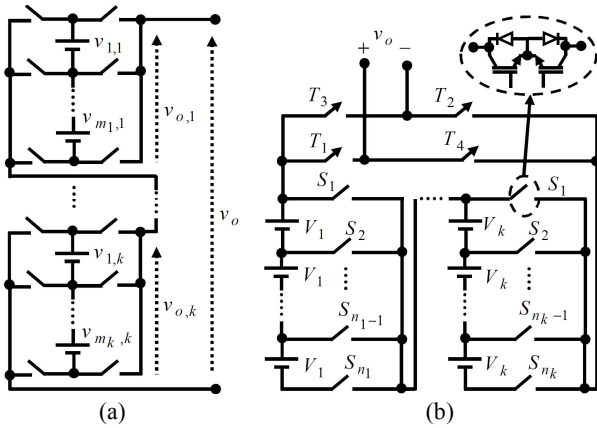 v1,1
vm1,1
vo,1
vo
v1,k
vmk,k
vo,k
(a)
vo
+ −
T3
T2
T1
T4
S1
S1
V1
S2
Vk
S2
V1
Vk
Sn1−1
Snk−1
V1
Sn1
Vk
Snk
(b)